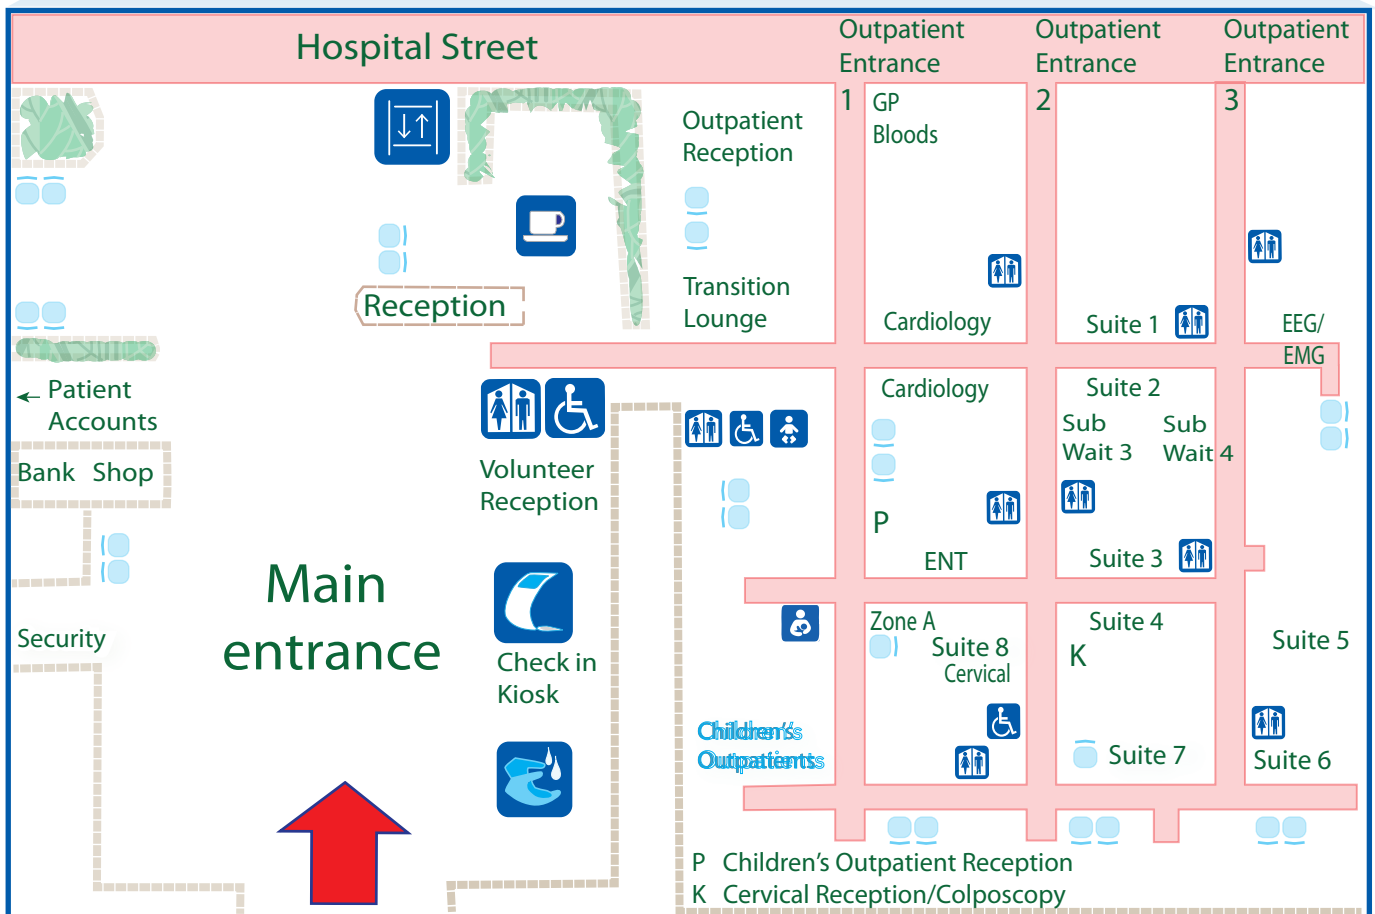 Hospital Street
Outpatient
Entrance
1
Outpatient
Entrance
2
Outpatient
Entrance
3
GP
Bloods
Outpatient
Reception
Transition
Lounge
Reception
Cardiology
Suite 1
EEG/
EMG
← Patient
Accounts
Bank Shop
Volunteer
Reception
Cardiology
Suite 2
Sub
Wait 3
Sub
Wait 4
P
ENT
Suite 3
Main
entrance
Security
Check in
Kiosk
Zone A
Suite 8
Cervical
Suite 4
K
Suite 5
Children's
Outpatients
Suite 7
Suite 6
P Children's Outpatient Reception
K Cervical Reception/Colposcopy